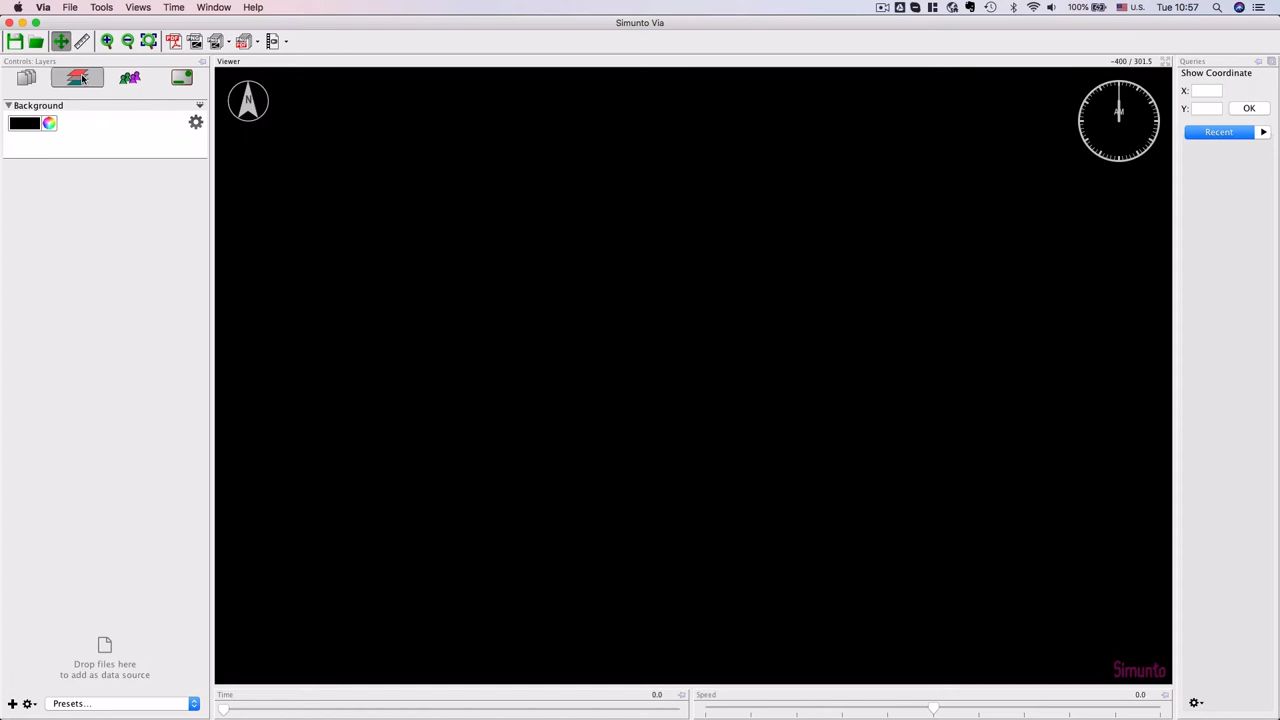 Via File Tools Views Time Window Help
100% U.S. Tue 10:57
Simunto Via
Controls: Layers
Viewer
-400 / 301.5
Queries
Show Coordinate
X:
Y:
OK
Recent
N
AM
Background
Drop files here
to add as data source
Presets...
Simunto
Time
0.0
Speed
0.0